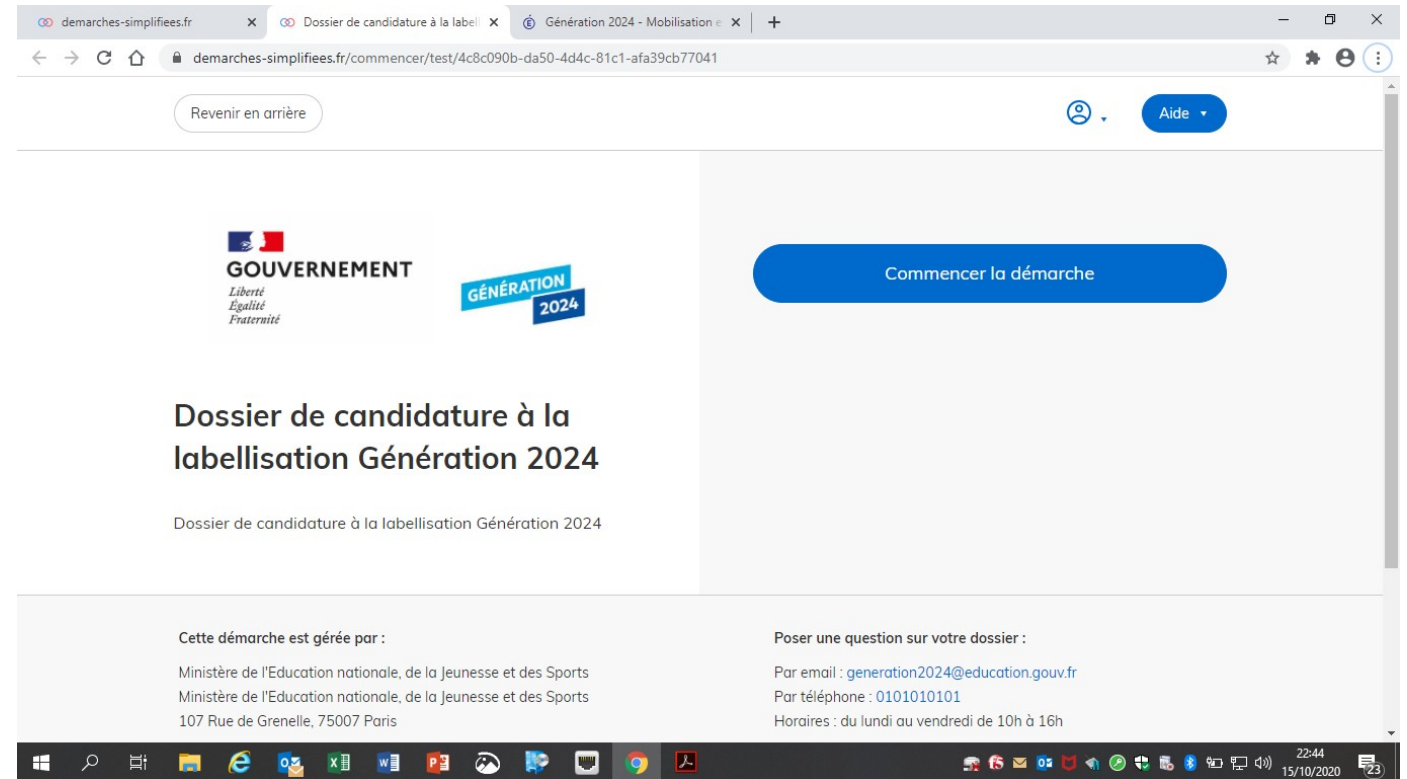 demarches-simplifiees.fr
Dossier de candidature à la labell
Génération 2024 - Mobilisation e
demarches-simplifiees.fr/commencer/test/4c8c090b-da50-4d4c-81c1-afa39cb77041
Revenir en arrière
Aide
GOUVERNEMENT
Liberté
Égalité
Fraternité
GÉNÉRATION
2024
Commencer la démarche
Dossier de candidature à la
labellisation Génération 2024
Dossier de candidature à la labellisation Génération 2024
Cette démarche est gérée par :
Ministère de l'Education nationale, de la Jeunesse et des Sports
Ministère de l'Education nationale, de la Jeunesse et des Sports
107 Rue de Grenelle, 75007 Paris
Poser une question sur votre dossier :
Par email : generation2024@education.gouv.fr
Par téléphone : 0101010101
Horaires : du lundi au vendredi de 10h à 16h
22:44
15/10/2020
23